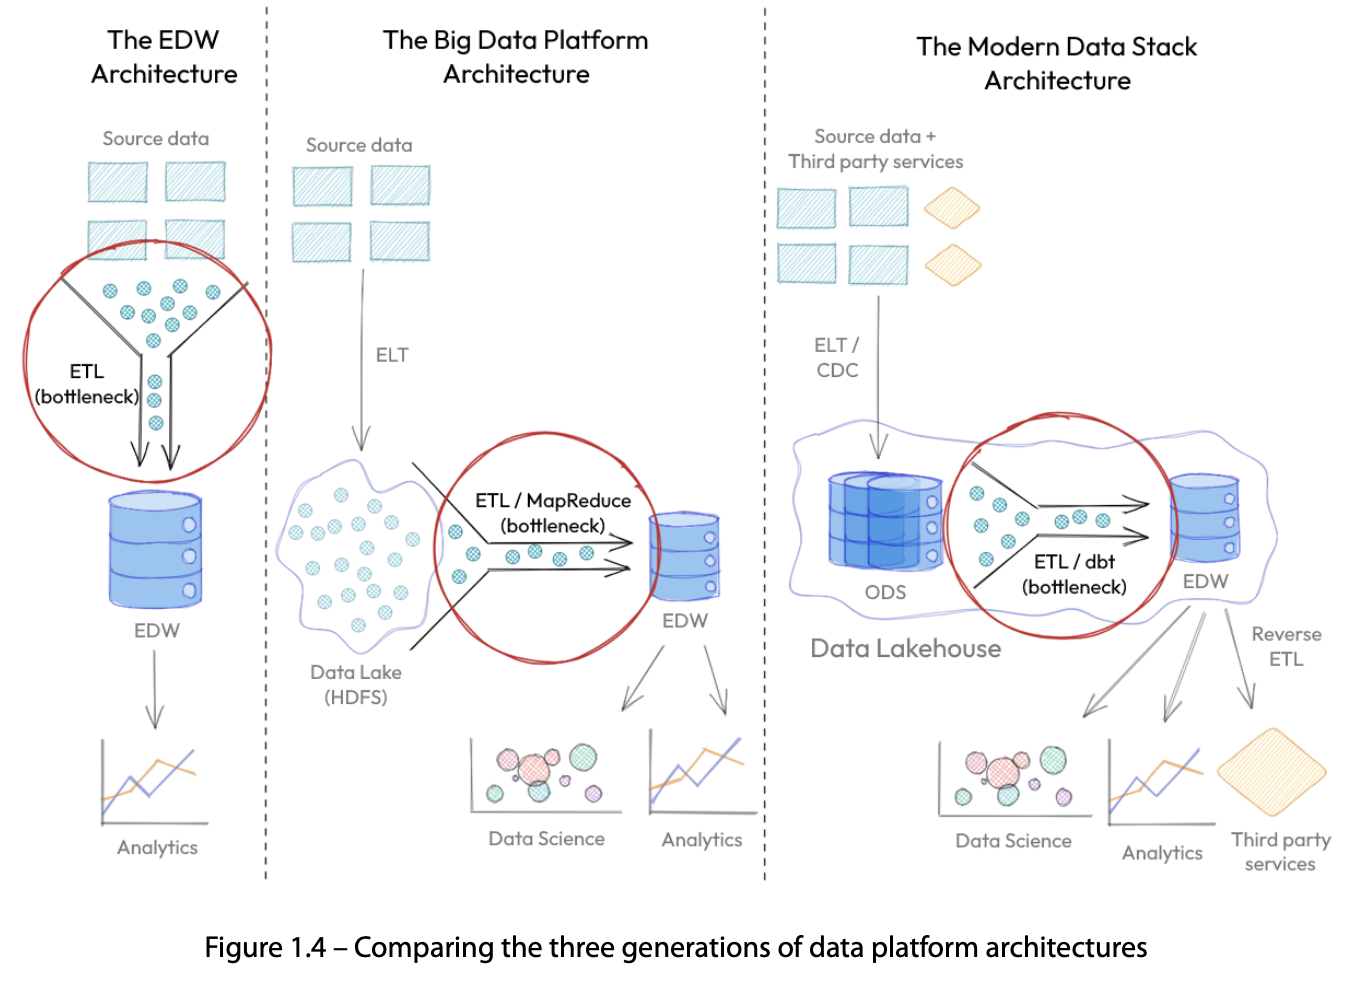 The EDW
Architecture
Source data
ETL
(bottleneck)
EDW
Analytics
The Big Data Platform
Architecture
Source data
ELT
ETL / MapReduce
(bottleneck)
Data Lake
(HDFS)
EDW
Data Science
Analytics
The Modern Data Stack
Architecture
Source data +
Third party services
ELT /
CDC
ODS
ETL / dbt
(bottleneck)
EDW
Data Lakehouse
Reverse
ETL
Data Science
Analytics
Third party
services
Figure 1.4 – Comparing the three generations of data platform architectures